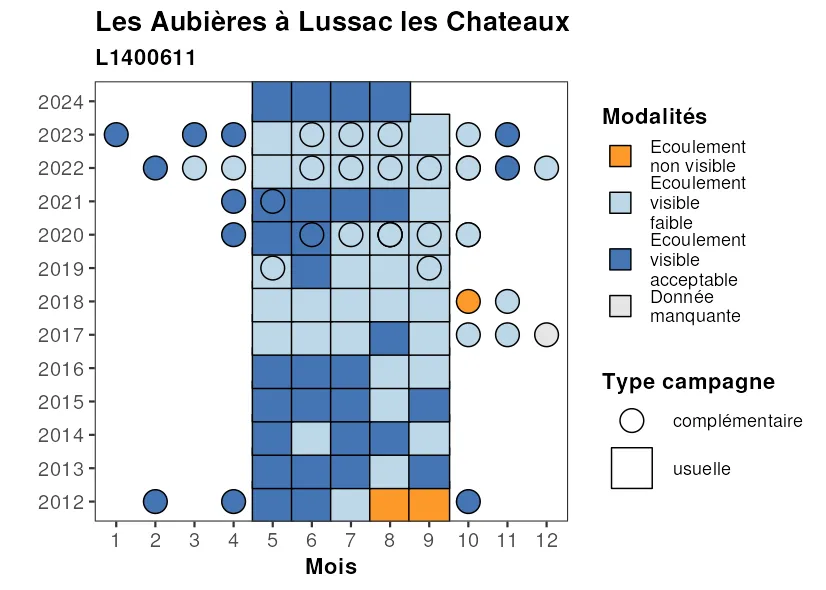 Les Aubières à Lussac les Chateaux
L1400611
2024
2023
2022
2021
2020
2019
2018
2017
2016
2015
2014
2013
2012
1 2 3 4 5 6 7 8 9 10 11 12
Mois
Modalités
Ecoulement
non visible
Ecoulement
visible
faible
Ecoulement
visible
acceptable
Donnée
manquante
Type campagne
complémentaire
usuelle